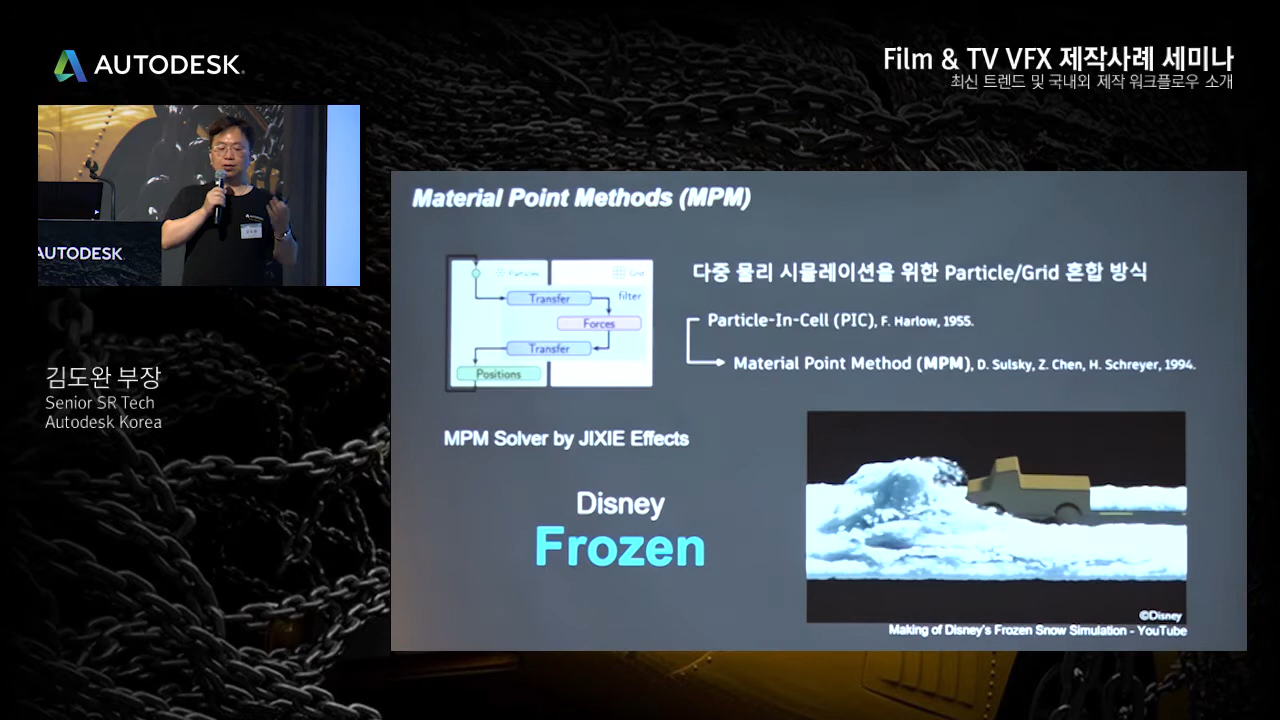 AUTODESK.
Film & TV VFX 제작사례 세미나
최신 트렌드 및 국내외 제작 워크플로우 소개
AUTODESK
김도완 부장
Senior SR Tech
Autodesk Korea
Material Point Methods (MPM)
Particles
Grid
Transfer
filter
Forces
Transfer
Positions
다중 물리 시뮬레이션을 위한 Particle/Grid 혼합 방식
Particle-In-Cell (PIC), F. Harlow, 1955.
Material Point Method (MPM), D. Sulsky, Z. Chen, H. Schreyer, 1994.
MPM Solver by JIXIE Effects
Disney
Frozen
©Disney
Making of Disney's Frozen Snow Simulation - YouTube